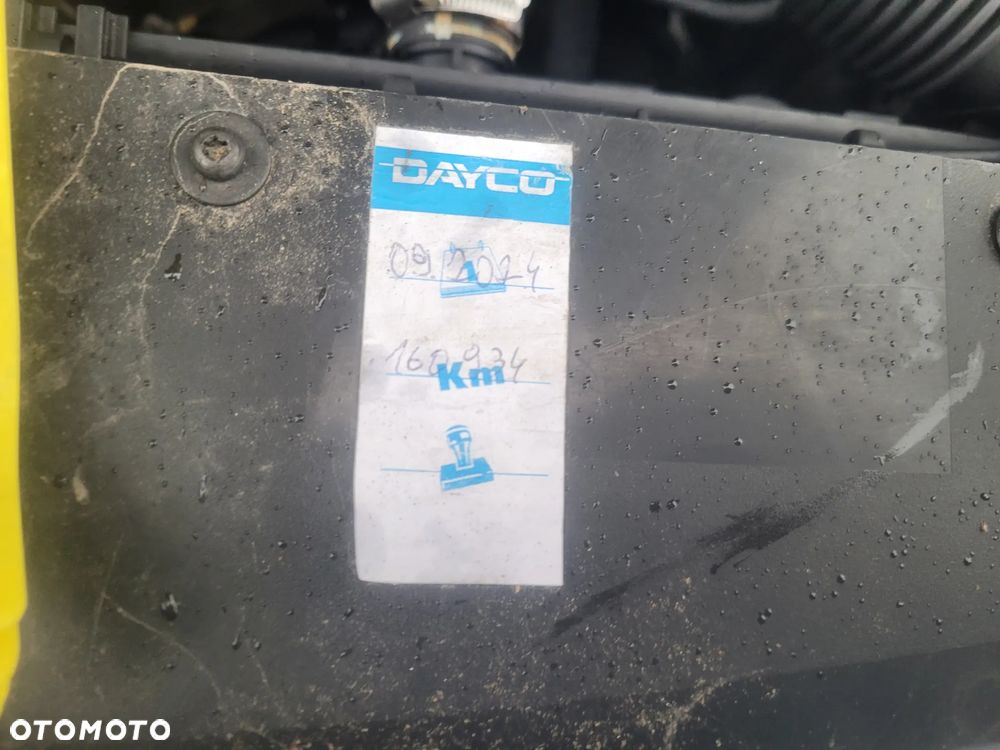 DAYCO
09.2024
160.934
Km
OTOMOTO